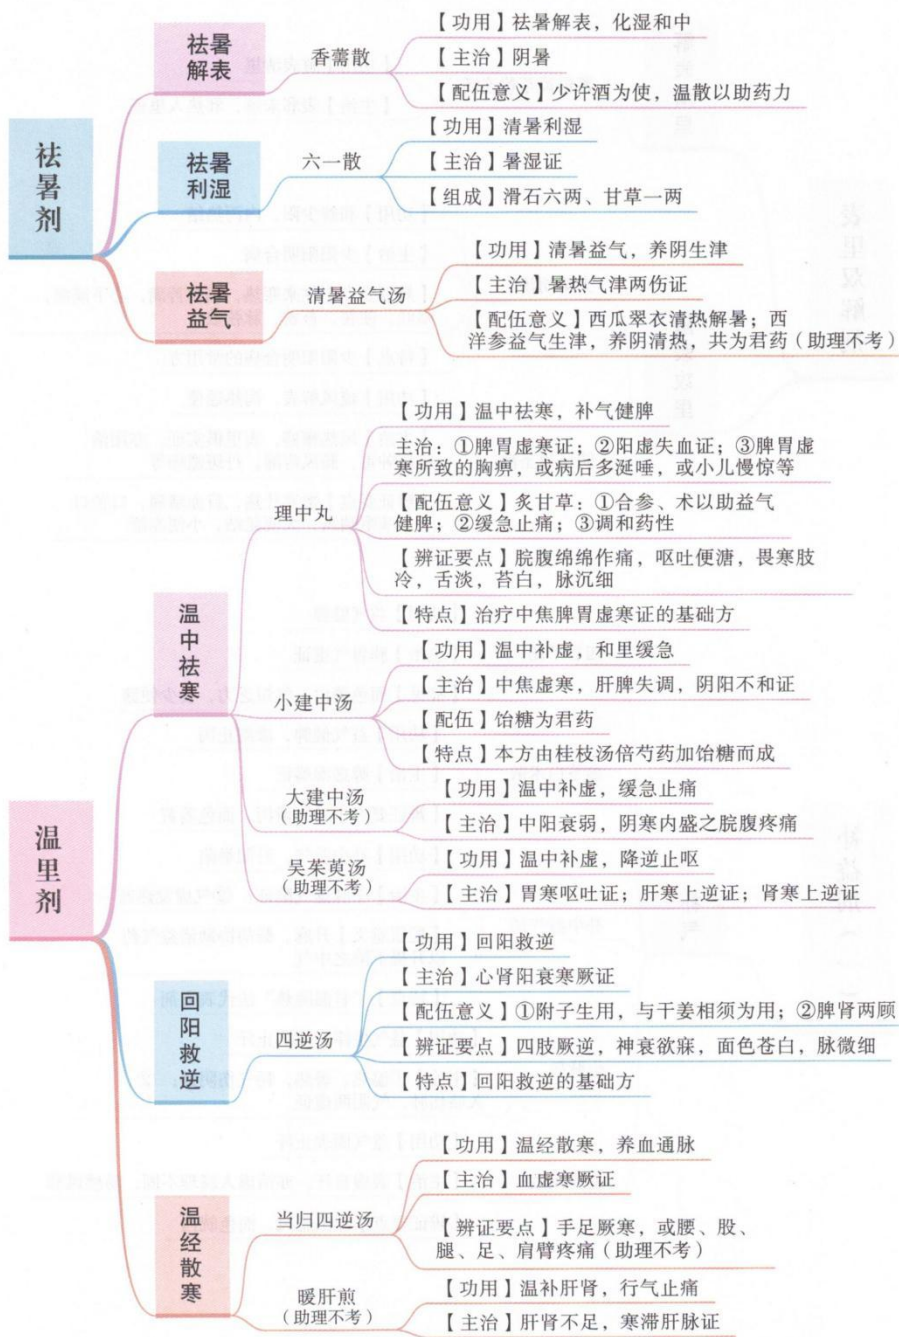 祛暑剂
祛暑
解表
香薷散
【功用】祛暑解表，化湿和中
【主治】阴暑
【配伍意义】少许酒为使，温散以助药力
祛暑
利湿
六一散
【功用】清暑利湿
【主治】暑湿证
【组成】滑石六两、甘草一两
祛暑
益气
清暑益气汤
【功用】清暑益气，养阴生津
【主治】暑热气津两伤证
【配伍意义】西瓜翠衣清热解暑；西
洋参益气生津，养阴清热，共为君药（助理不考）
温里剂
温中祛寒
理中丸
【功用】温中祛寒，补气健脾
主治：①脾胃虚寒证；②阳虚失血证；③脾胃虚
寒所致的胸痹，或病后多涎唾，或小儿慢惊等
【配伍意义】炙甘草：①合参、术以助益气
健脾；②缓急止痛；③调和药性
【辨证要点】脘腹绵绵作痛，呕吐便溏，畏寒肢
冷，舌淡，苔白，脉沉细
【特点】治疗中焦脾胃虚寒证的基础方
小建中汤
【功用】温中补虚，和里缓急
【主治】中焦虚寒，肝脾失调，阴阳不和证
【配伍】饴糖为君药
【特点】本方由桂枝汤倍芍药加饴糖而成
大建中汤
（助理不考）
【功用】温中补虚，缓急止痛
【主治】中阳衰弱，阴寒内盛之脘腹疼痛
吴茱萸汤
（助理不考）
【功用】温中补虚，降逆止呕
【主治】胃寒呕吐证；肝寒上逆证；肾寒上逆证
回阳救逆
四逆汤
【功用】回阳救逆
【主治】心肾阳衰寒厥证
【配伍意义】①附子生用，与干姜相须为用；②脾肾两顾
【辨证要点】四肢厥逆，神衰欲寐，面色苍白，脉微细
【特点】回阳救逆的基础方
温经散寒
当归四逆汤
【功用】温经散寒，养血通脉
【主治】血虚寒厥证
【辨证要点】手足厥寒，或腰、股、
腿、足、肩臂疼痛（助理不考）
暖肝煎
（助理不考）
【功用】温补肝肾，行气止痛
【主治】肝肾不足，寒滞肝脉证